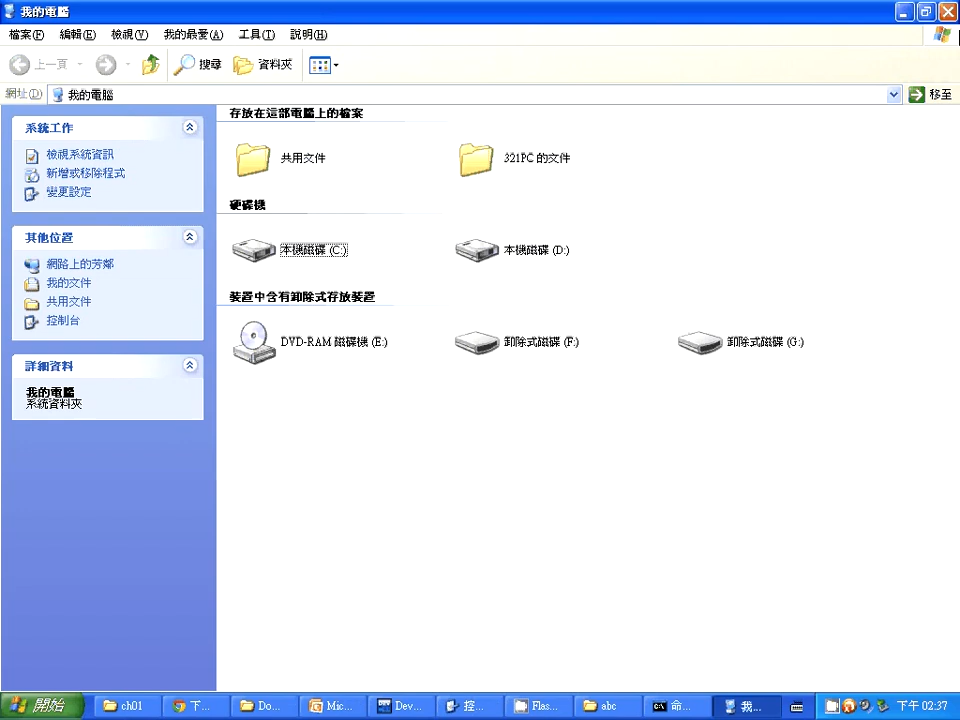 我的電腦
檔案(F) 編輯(E) 檢視(V) 我的最愛(A) 工具(T) 說明(H)
上一頁 搜尋 資料夾
網址(D) 我的電腦 移至
系統工作
檢視系統資訊
新增或移除程式
變更設定
其他位置
網路上的芳鄰
我的文件
共用文件
控制台
詳細資料
我的電腦
系統資料夾
存放在這部電腦上的檔案
共用文件 321PC 的文件
硬碟機
本機磁碟 (C:) 本機磁碟 (D:)
裝置中含有卸除式存放裝置
DVD-RAM 磁碟機 (E:) 卸除式磁碟 (F:) 卸除式磁碟 (G:)
開始 ch01 下... Do... Mic... Dev... 控... Flas... abc 命... 我... 下午 02:37